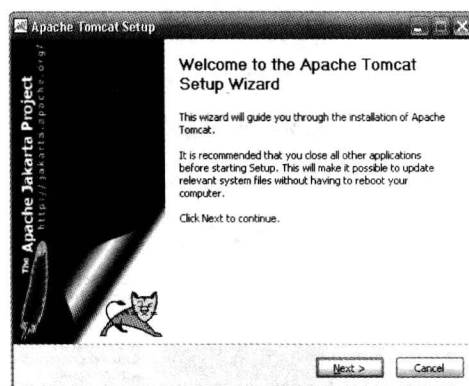 Apache Tomcat Setup
The Apache Jakarta Project
http://jakarta.apache.org/
Welcome to the Apache Tomcat
Setup Wizard
This wizard will guide you through the installation of Apache
Tomcat.
It is recommended that you close all other applications
before starting Setup. This will make it possible to update
relevant system files without having to reboot your
computer.
Click Next to continue.
Next >
Cancel